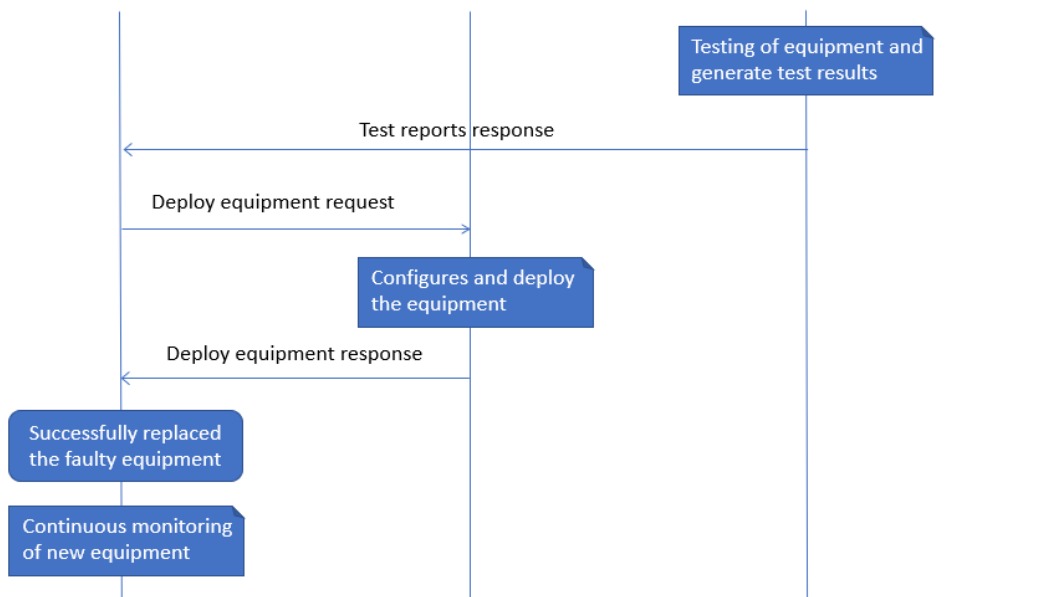 Testing of equipment and
generate test results
Test reports response
Deploy equipment request
Configures and deploy
the equipment
Deploy equipment response
Successfully replaced
the faulty equipment
Continuous monitoring
of new equipment